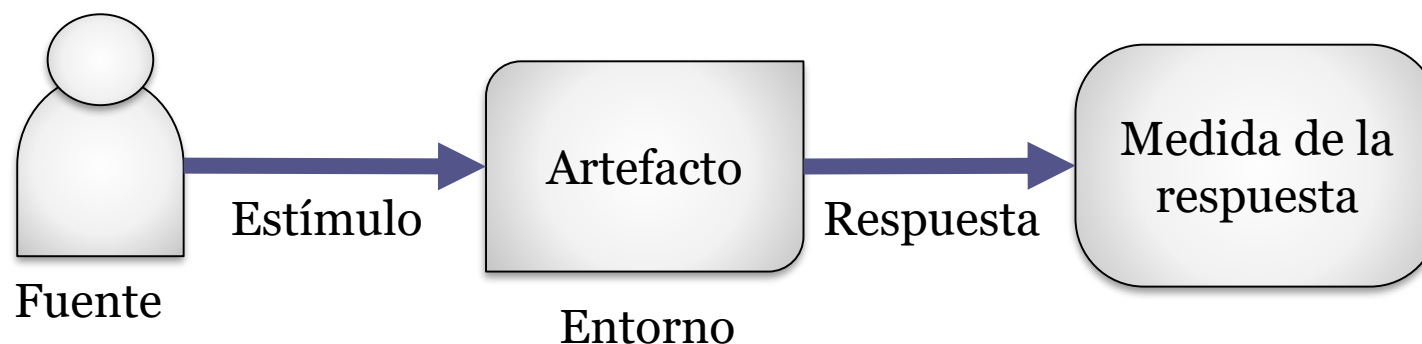 Fuente
Estímulo
Artefacto
Entorno
Respuesta
Medida de la
respuesta